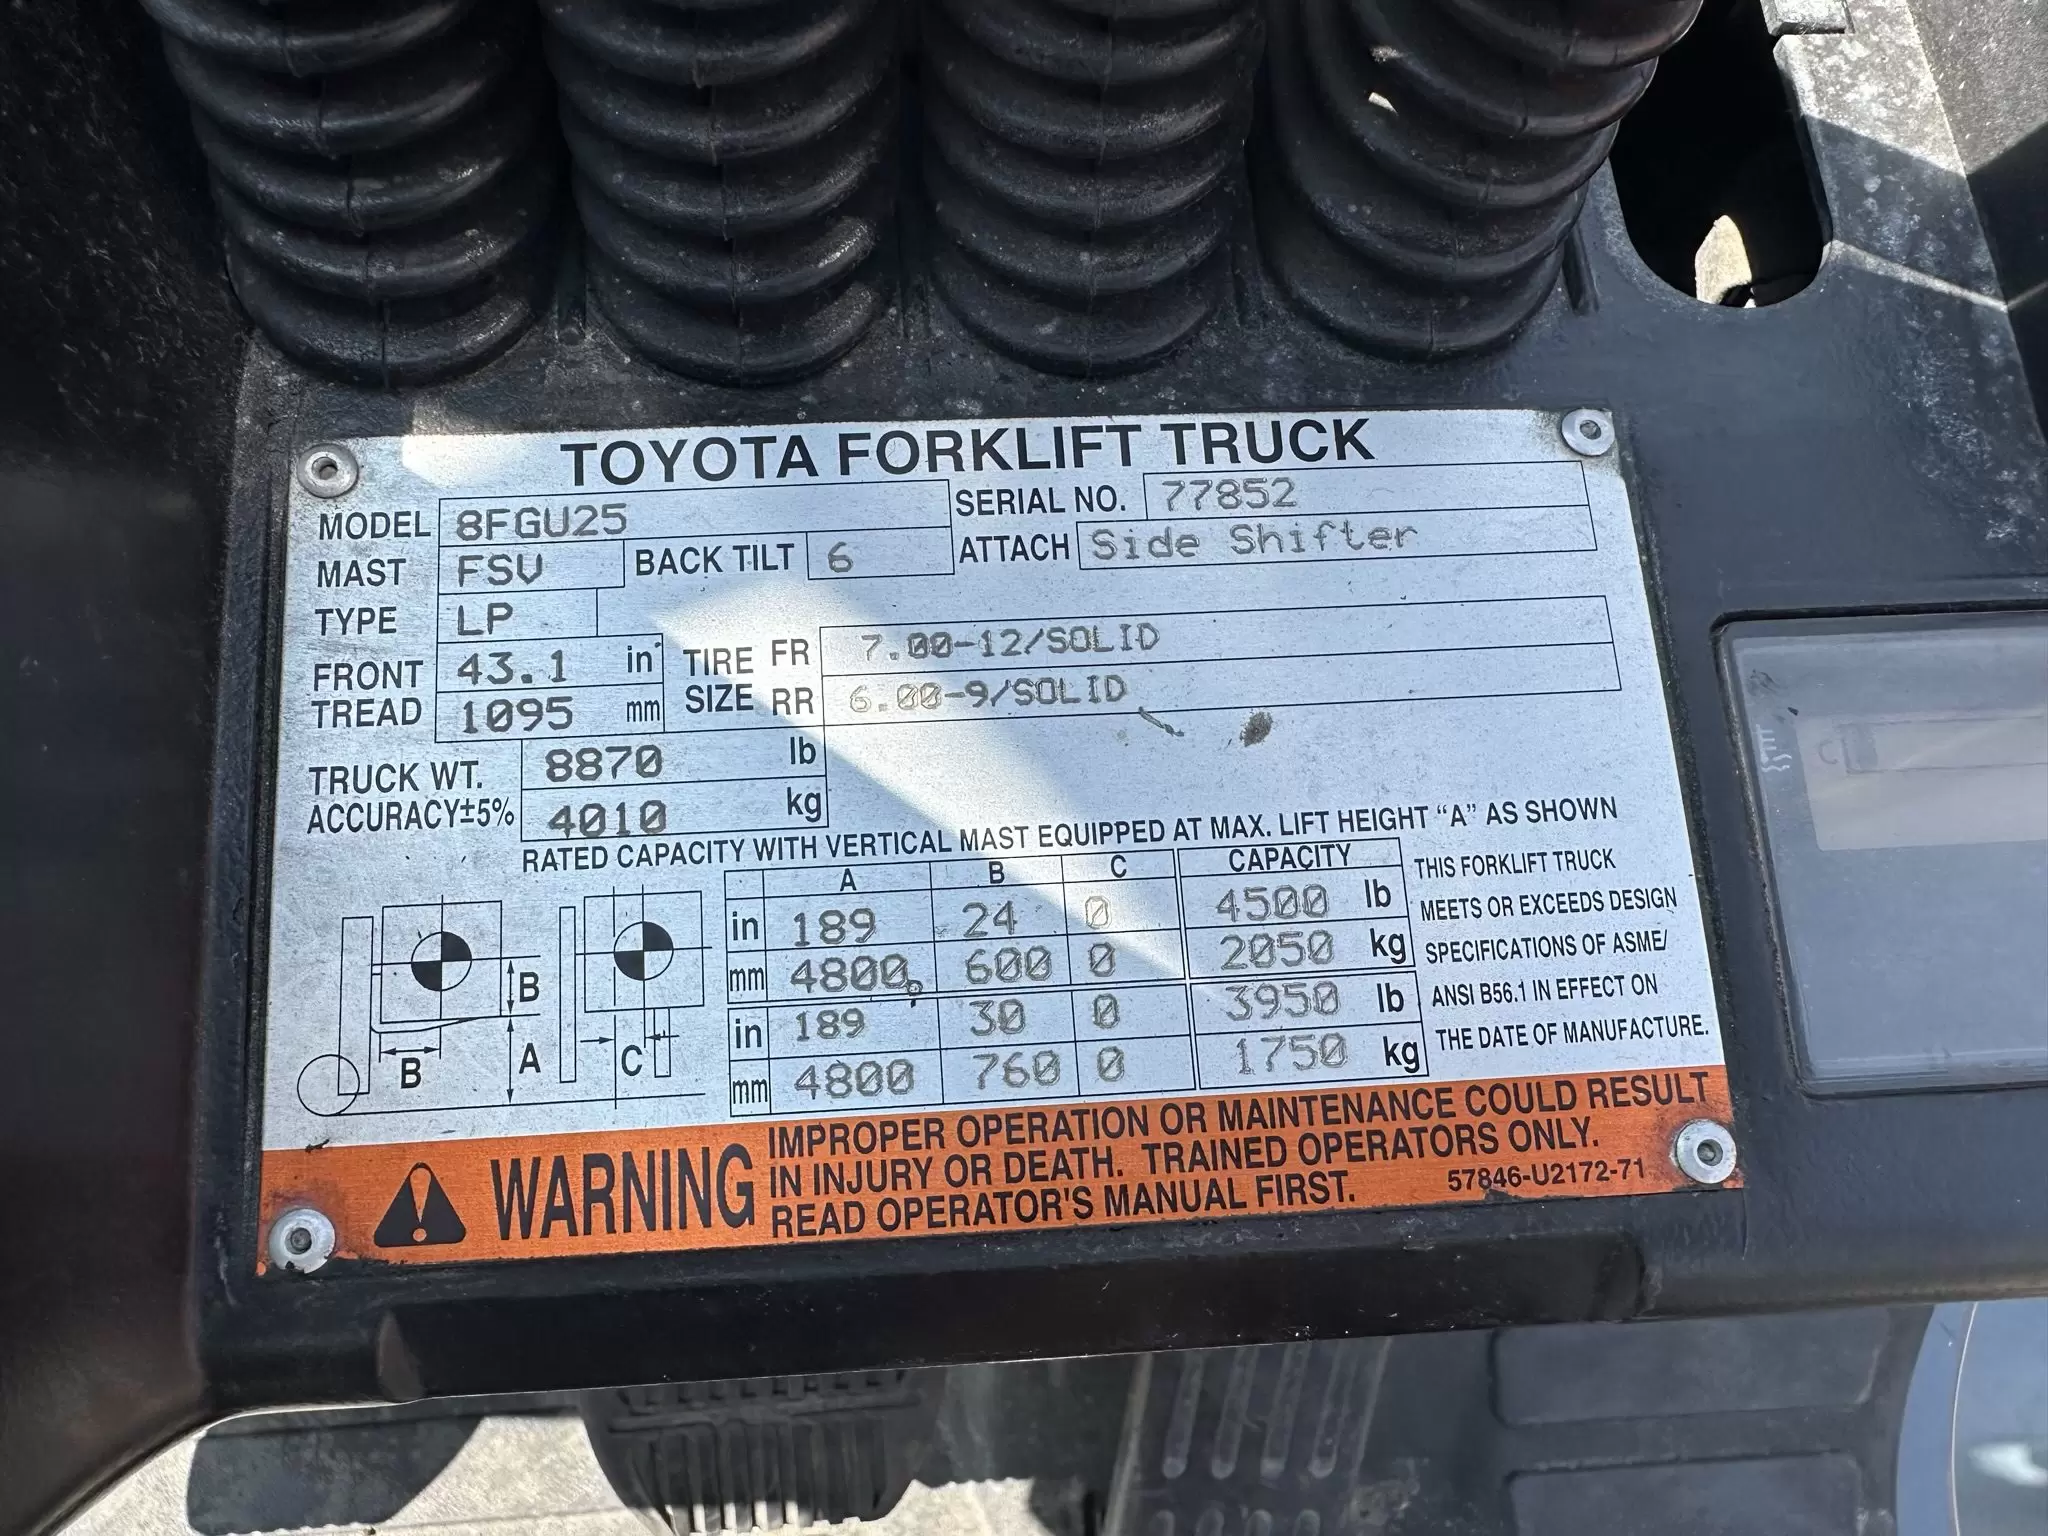 TOYOTA FORKLIFT TRUCK
MODEL 8FGU25 SERIAL NO. 77852
MAST FSV BACK TILT 6 ATTACH Side Shifter
TYPE LP
FRONT TREAD 43.1 in TIRE SIZE FR 7.00-12/SOLID
1095 mm RR 6.00-9/SOLID
TRUCK WT. 8870 lb
ACCURACY±5% 4010 kg
RATED CAPACITY WITH VERTICAL MAST EQUIPPED AT MAX. LIFT HEIGHT “A” AS SHOWN
A B C CAPACITY
in 189 24 0 4500 lb
mm 4800 600 0 2050 kg
in 189 30 0 3950 lb
mm 4800 760 0 1750 kg
B
B A C
THIS FORKLIFT TRUCK
MEETS OR EXCEEDS DESIGN
SPECIFICATIONS OF ASME/
ANSI B56.1 IN EFFECT ON
THE DATE OF MANUFACTURE.
WARNING
IMPROPER OPERATION OR MAINTENANCE COULD RESULT
IN INJURY OR DEATH. TRAINED OPERATORS ONLY.
READ OPERATOR'S MANUAL FIRST. 57846-U2172-71
C